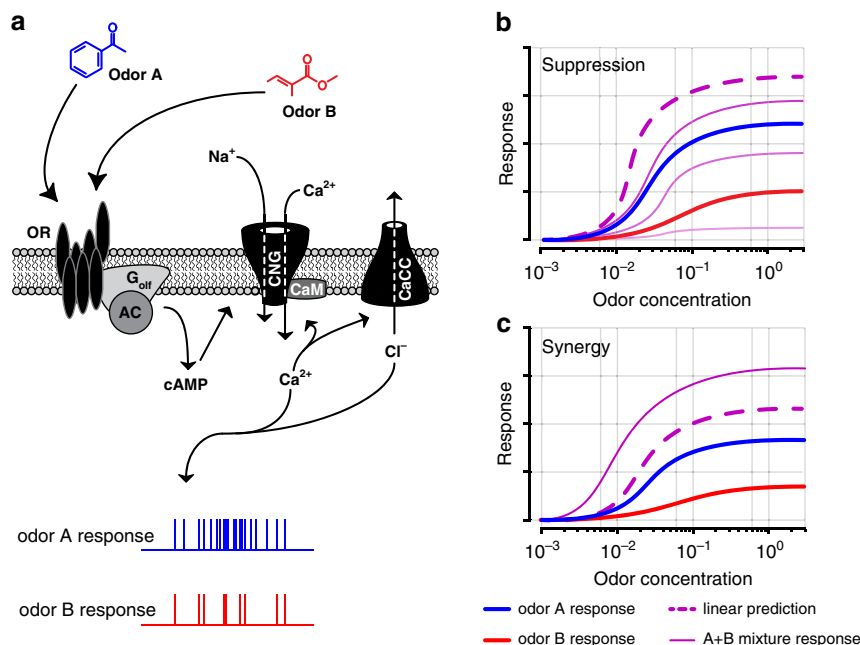 a
O
Odor A
O
O
Odor B
Na+
Ca2+
OR
Golf
AC
CNG
CaM
CaCC
cAMP
Ca2+
Cl−
odor A response
odor B response
b
Suppression
Response
10−3
10−2
10−1
100
Odor concentration
c
Synergy
Response
10−3
10−2
10−1
100
Odor concentration
odor A response
linear prediction
odor B response
A+B mixture response